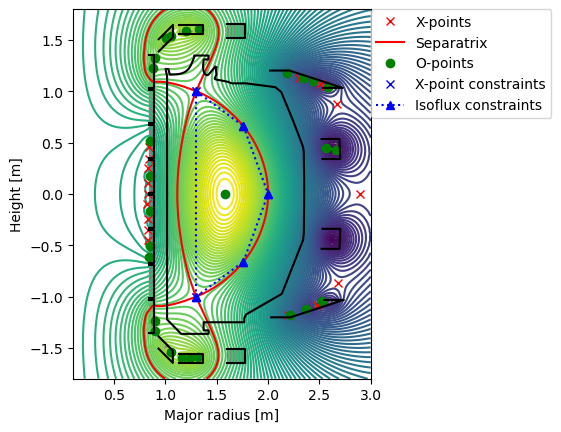 X-points
Separatrix
O-points
X-point constraints
Isoflux constraints
1.5
1.0
0.5
0.0
−0.5
−1.0
−1.5
Height [m]
0.5 1.0 1.5 2.0 2.5 3.0
Major radius [m]